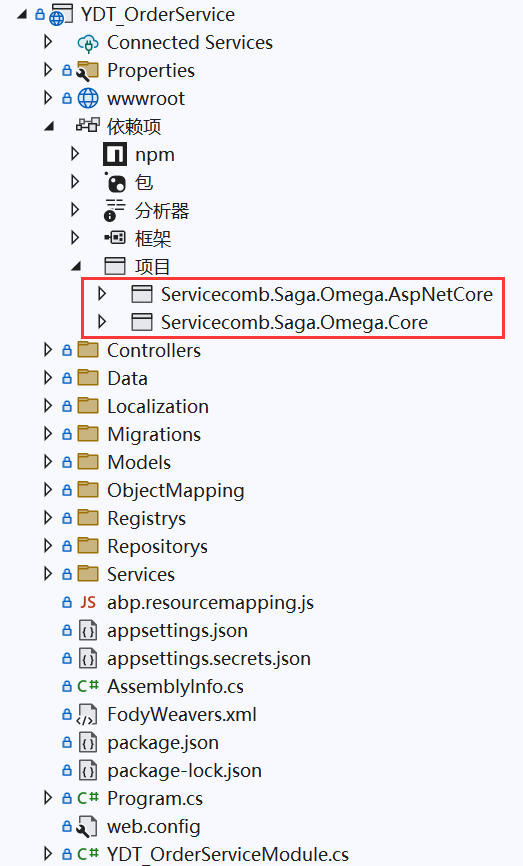 YDT_OrderService
Connected Services
Properties
wwwroot
依赖项
npm
包
分析器
框架
项目
Servicecomb.Saga.Omega.AspNetCore
Servicecomb.Saga.Omega.Core
Controllers
Data
Localization
Migrations
Models
ObjectMapping
Registrys
Repositorys
Services
JS abp.resourcemapping.js
appsettings.json
appsettings.secrets.json
C# AssemblyInfo.cs
FodyWeavers.xml
package.json
package-lock.json
C# Program.cs
web.config
C# YDT_OrderServiceModule.cs